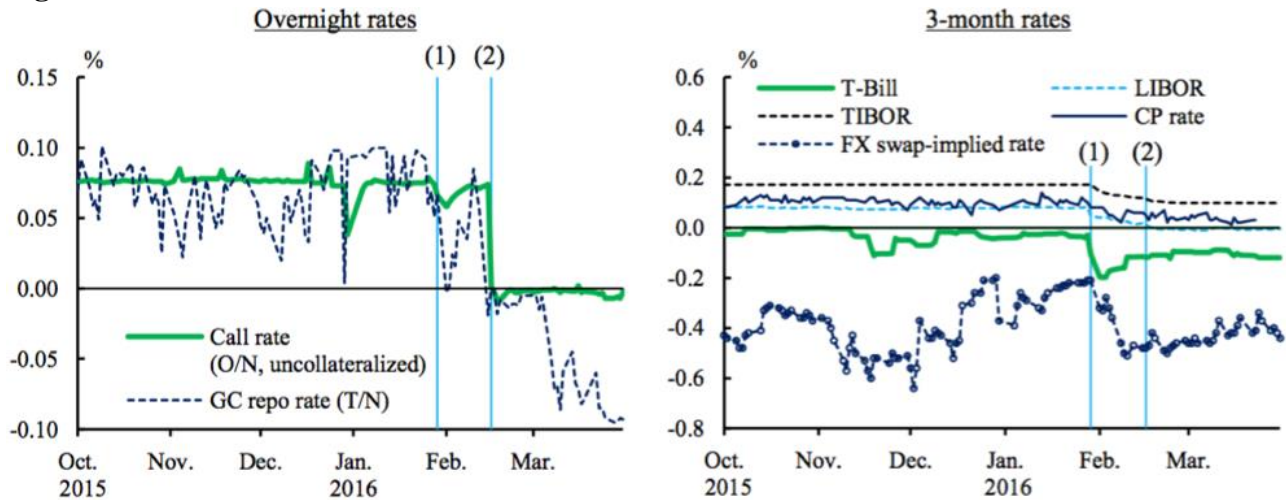 Overnight rates
%
(1) (2)
0.15
0.10
0.05
0.00
-0.05
-0.10
Call rate
(O/N, uncollateralized)
GC repo rate (T/N)
Oct. Nov. Dec. Jan. Feb. Mar.
2015 2016
3-month rates
%
0.6
0.4
0.2
0.0
-0.2
-0.4
-0.6
-0.8
T-Bill LIBOR
TIBOR CP rate
FX swap-implied rate
(1) (2)
Oct. Nov. Dec. Jan. Feb. Mar.
2015 2016